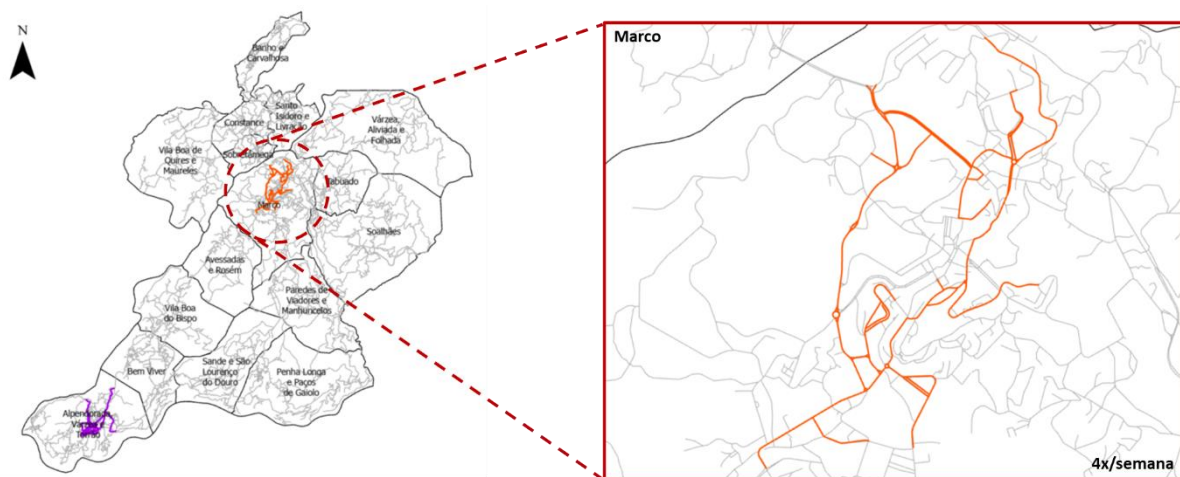 N
Banho e
Carvalhosa
Santo
Isidoro e
Livração
Constance
Várzea,
Aliviada e
Folhada
Vila Boa de
Quires e
Maureles
Sobretâmega
Tabuado
Marco
Soalhães
Avessadas
e Rosém
Paredes de
Viadores e
Manhuncelos
Vila Boa
do Bispo
Bem Viver
Sande e São
Lourenço
do Douro
Penha Longa
e Paços
de Gaiolo
Alpendorada,
Várzea e
Torrão
Marco
4x/semana